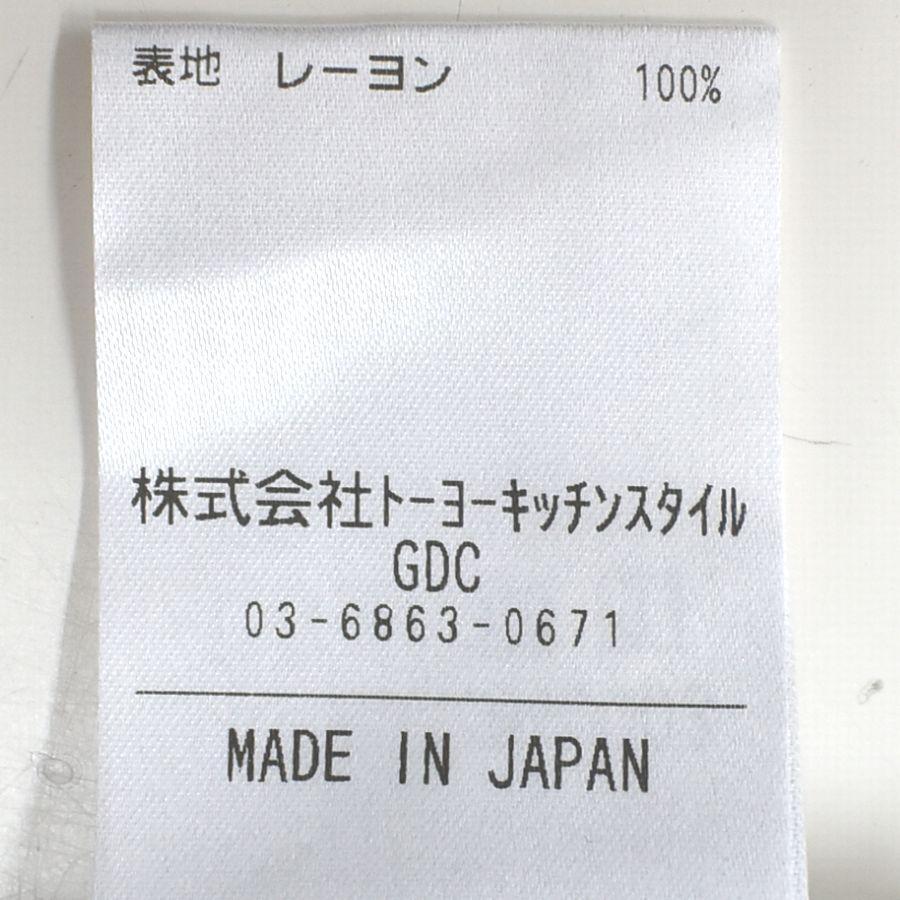 表地　レーヨン　100%
株式会社トーヨーキッチンスタイル
GDC
03-6863-0671
MADE IN JAPAN